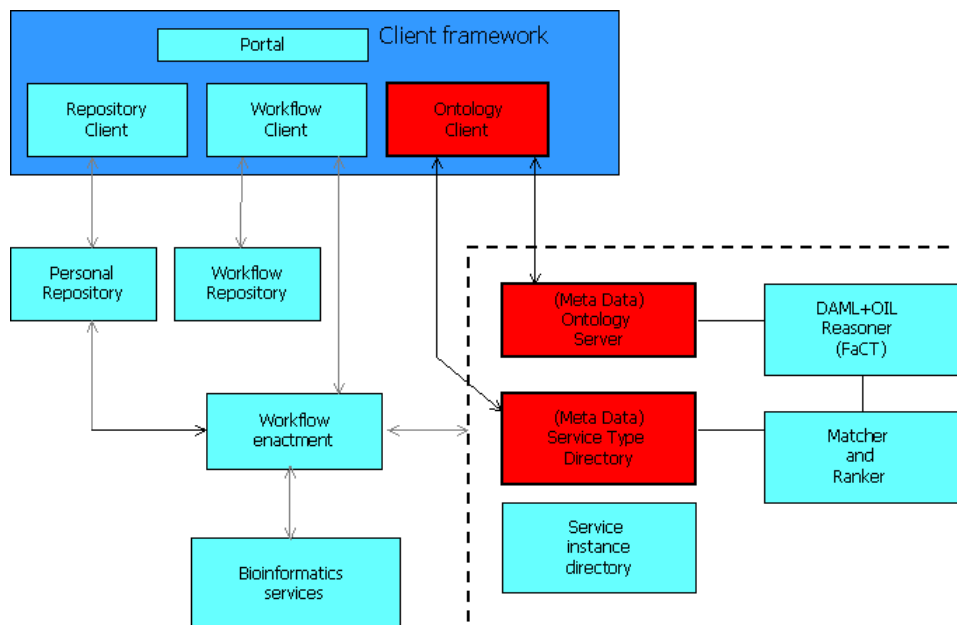 Client framework
Portal
Repository
Client
Workflow
Client
Ontology
Client
Personal
Repository
Workflow
Repository
(Meta Data)
Ontology
Server
DAML+OIL
Reasoner
(FaCT)
Workflow
enactment
(Meta Data)
Service Type
Directory
Matcher
and
Ranker
Service
instance
directory
Bioinformatics
services